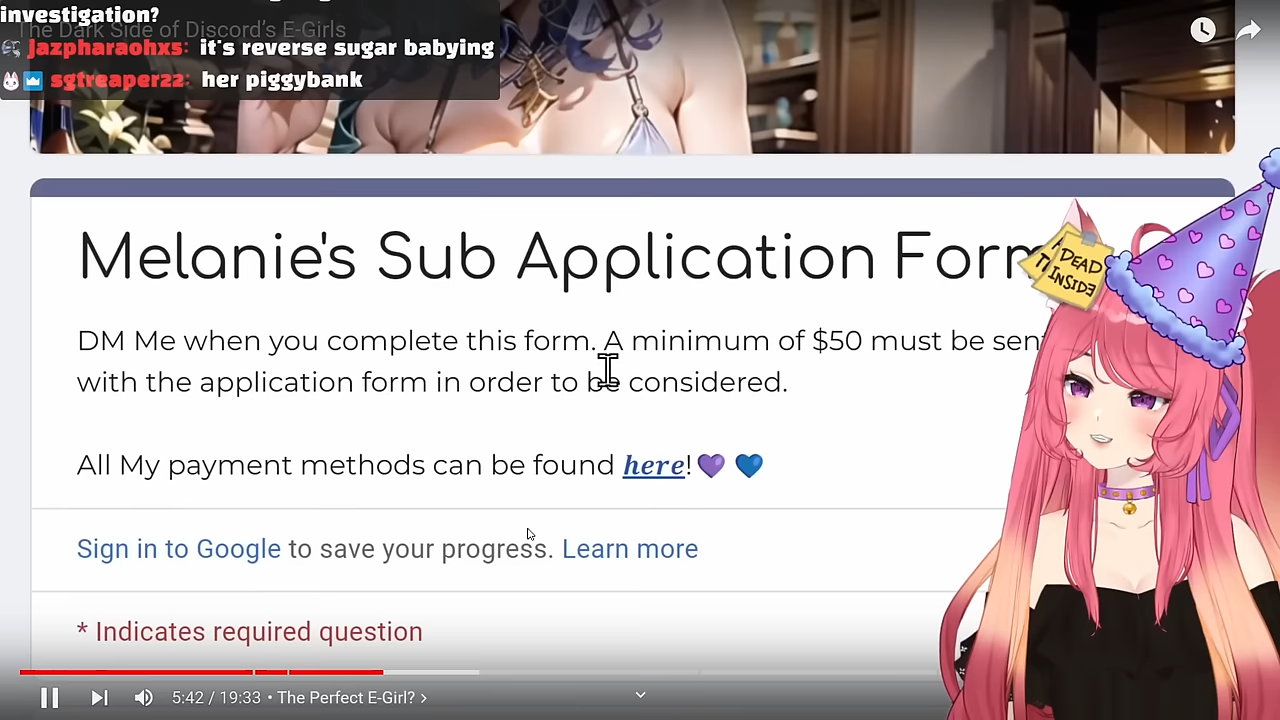 investigation?
The Dark Side of Discord's E-Girls
jazpharaohxs: it's reverse sugar babying
sgtreaper22: her piggybank
Melanie's Sub Application Form
DM Me when you complete this form. A minimum of $50 must be sent
with the application form in order to be considered.
All My payment methods can be found here!
Sign in to Google to save your progress. Learn more
* Indicates required question
DEAD
INSIDE
5:42 / 19:33 • The Perfect E-Girl? >